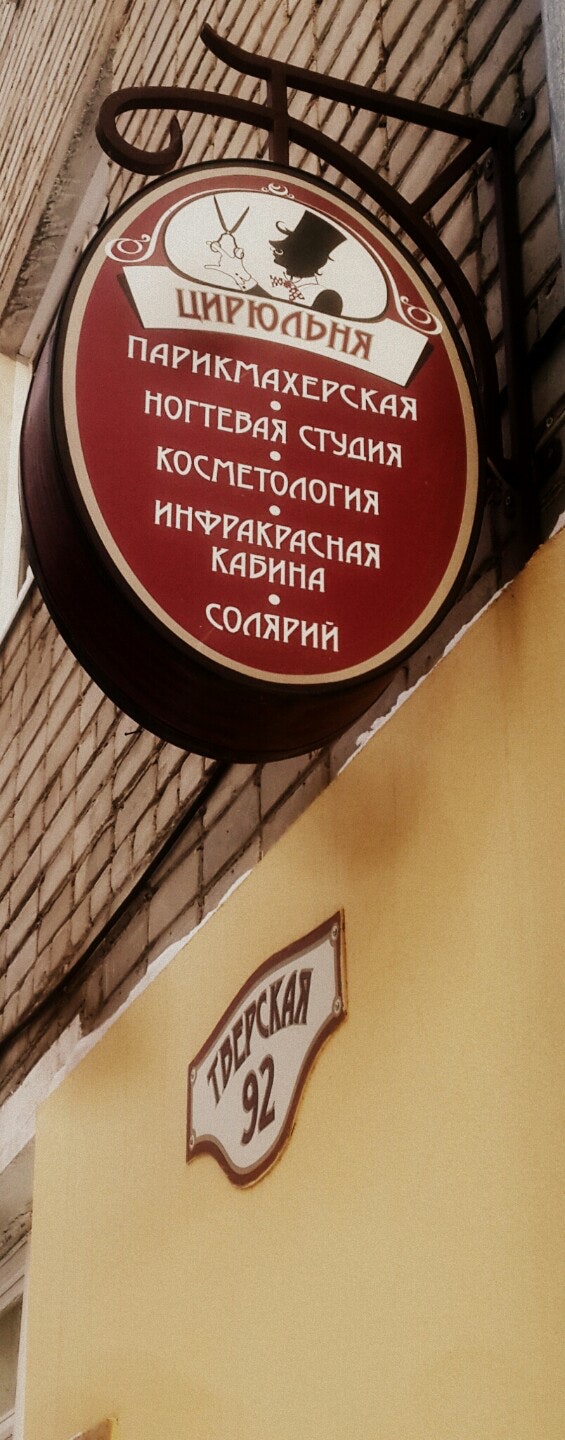 ЦИРЮЛЬНЯ
ПАРИКМАХЕРСКАЯ
НОГТЕВАЯ СТУДИЯ
КОСМЕТОЛОГИЯ
ИНФРАКРАСНАЯ
КАБИНА
СОЛЯРИЙ
ТВЕРСКАЯ
92